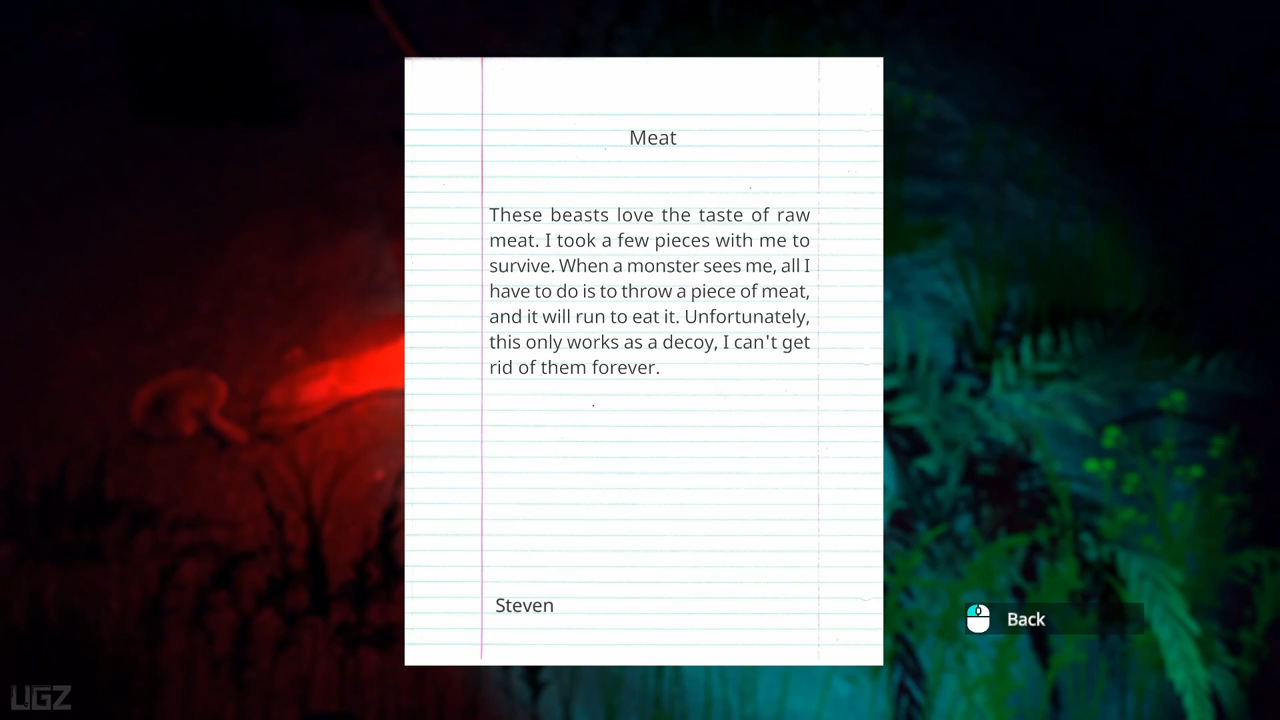 Meat
These beasts love the taste of raw
meat. I took a few pieces with me to
survive. When a monster sees me, all I
have to do is to throw a piece of meat,
and it will run to eat it. Unfortunately,
this only works as a decoy, I can't get
rid of them forever.
Steven
Back
UGZ